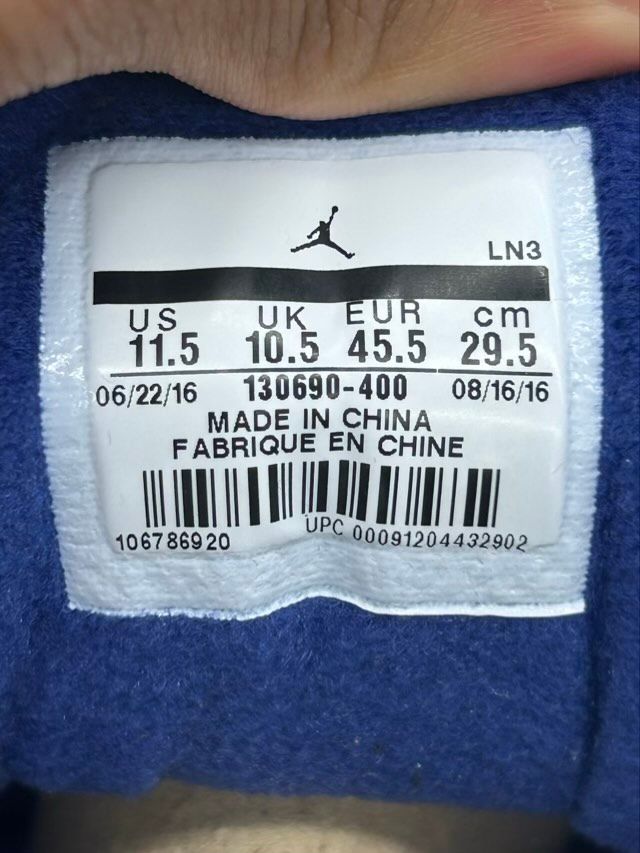 LN3
US UK EUR cm
11.5 10.5 45.5 29.5
06/22/16 130690-400 08/16/16
MADE IN CHINA
FABRIQUE EN CHINE
106786920 UPC 00091204432902